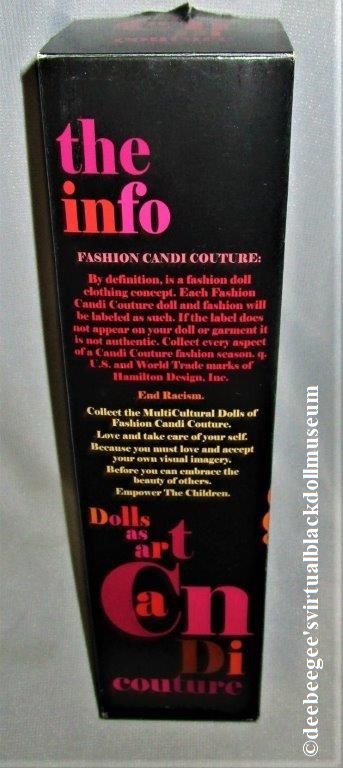 the
info
FASHION CANDI COUTURE:
By definition, is a fashion doll
clothing concept. Each Fashion
Candi Couture doll and fashion will
be labeled as such. If the label does
not appear on your doll or garment it
is not authentic. Collect every aspect
of a Candi Couture fashion season. q.
U.S. and World Trade marks of
Hamilton Design, Inc.
End Racism.
Collect the MultiCultural Dolls of
Fashion Candi Couture.
Love and take care of your self.
Because you must love and accept
your own visual imagery.
Before you can embrace the
beauty of others.
Empower The Children.
Dolls
as
art
Can
Di
couture
©deebeegee'svirtualblackdollmuseum